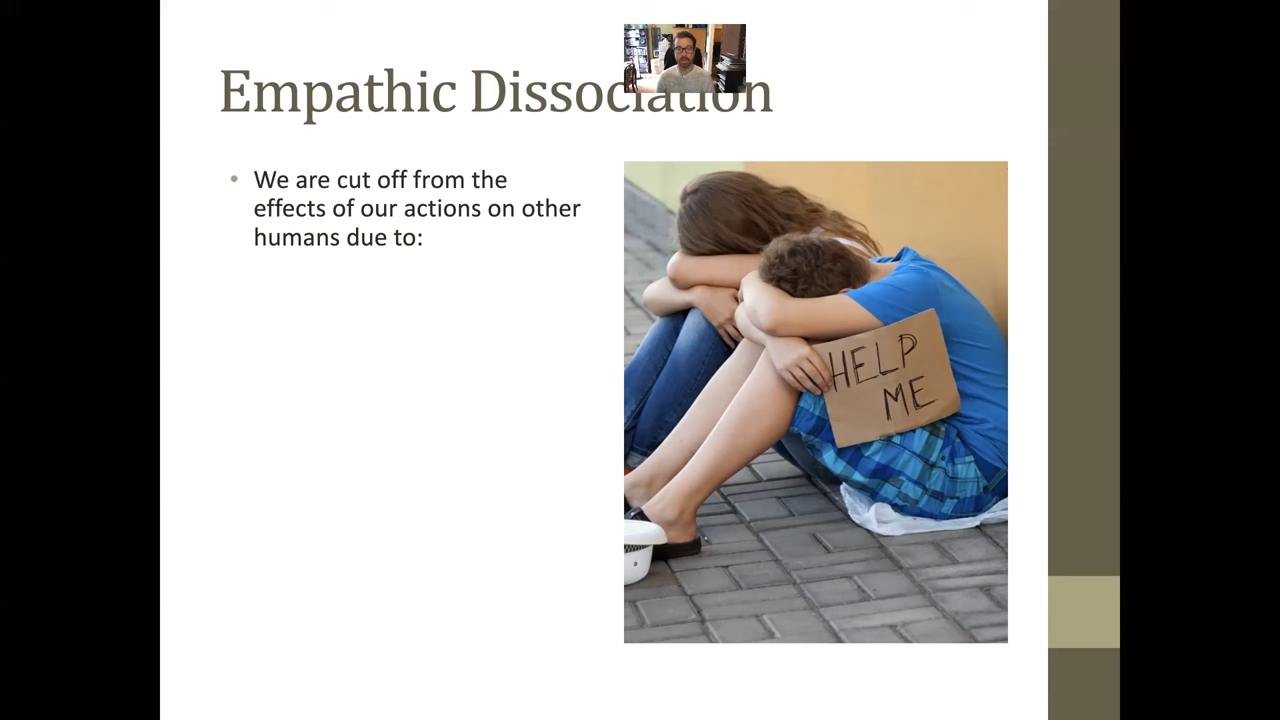 Empathic Dissociation
• We are cut off from the
effects of our actions on other
humans due to:
HELP
ME